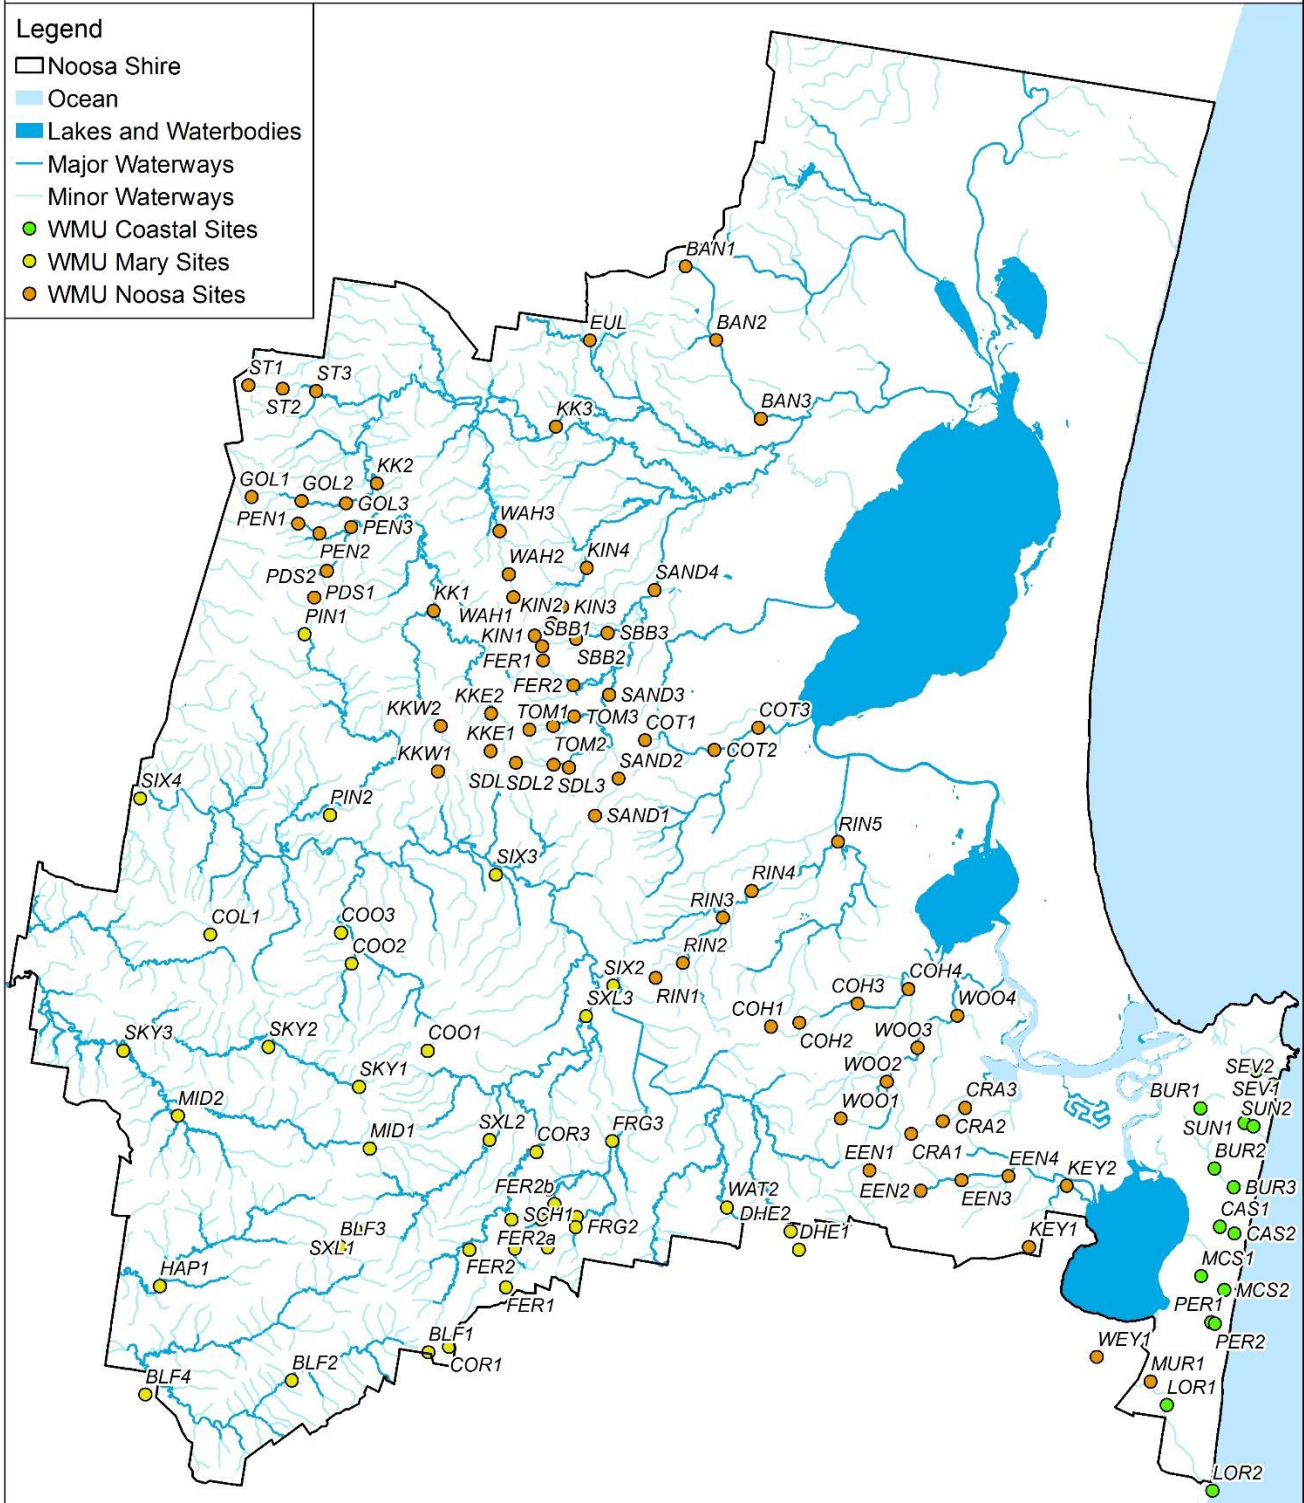 Legend
Noosa Shire
Ocean
Lakes and Waterbodies
Major Waterways
Minor Waterways
WMU Coastal Sites
WMU Mary Sites
WMU Noosa Sites
BAN1
EUL
BAN2
ST1
ST3
ST2
BAN3
KK3
KK2
GOL1
GOL2
GOL3
PEN1
PEN3
WAH3
PEN2
KIN4
WAH2
PDS2
SAND4
PDS1
KK1
PIN1
WAH1
KIN2
KIN3
KIN1
SBB1
SBB3
FER1
SBB2
FER2
SAND3
KKE2
KKW2
TOM1
TOM3
COT1
COT3
KKE1
TOM2
COT2
KKW1
SAND2
SDL
SDL2
SDL3
SIX4
PIN2
SAND1
RIN5
SIX3
RIN4
RIN3
COL1
COO3
COO2
RIN2
SIX2
COH4
RIN1
COH3
SXL3
COH1
WOO4
COH2
WOO3
SKY3
SKY2
COO1
SKY1
WOO2
SEV2
SEV1
BUR1
CRA3
MID2
WOO1
SUN2
SXL2
FRG3
CRA2
SUN1
MID1
COR3
CRA1
BUR2
EEN1
EEN4
KEY2
FER2b
WAT2
EEN2
EEN3
BUR3
SCH1
DHE2
CAS1
BLF3
FRG2
DHE1
KEY1
CAS2
SXL1
FER2a
FER2
MCS1
HAP1
MCS2
FER1
PER1
BLF1
PER2
COR1
WEY1
BLF2
MUR1
BLF4
LOR1
LOR2